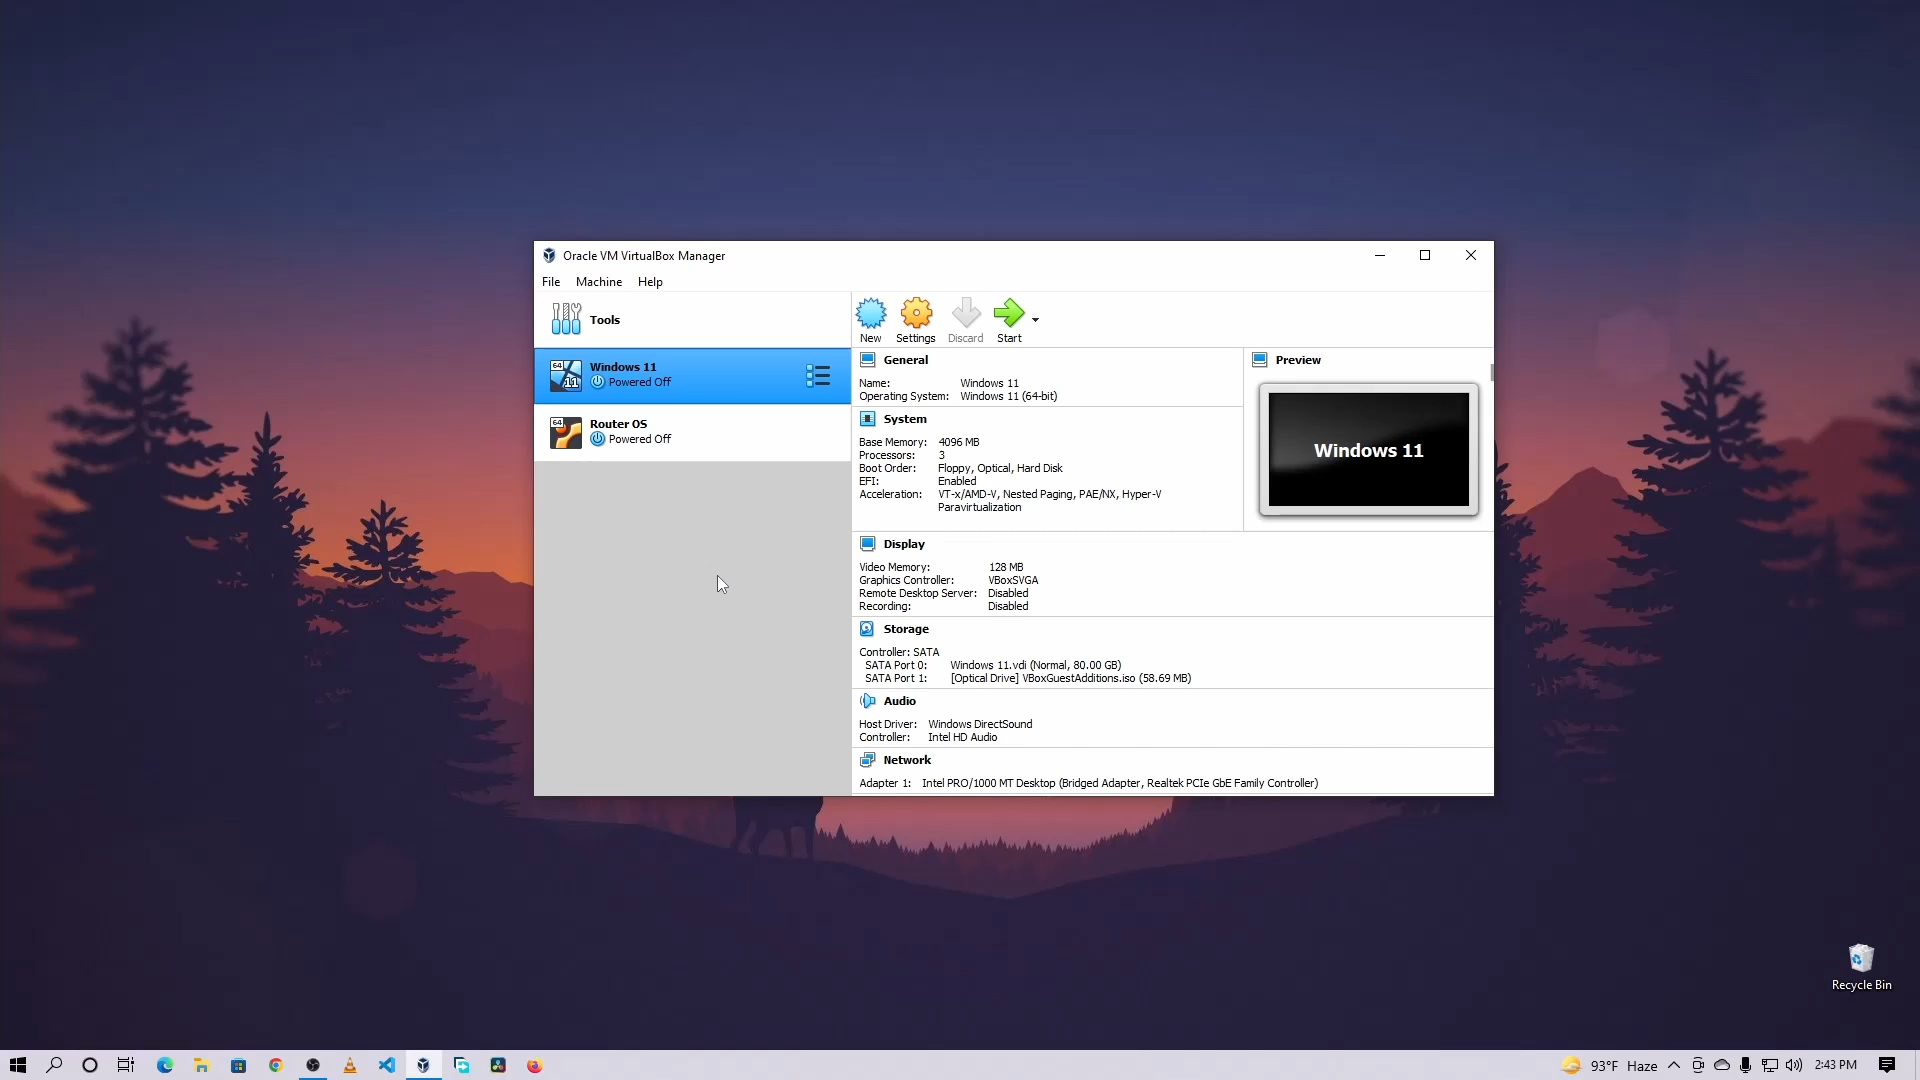 Oracle VM VirtualBox Manager
File Machine Help
Tools
New Settings Discard Start
64 11 Windows 11
Powered Off
64 Router OS
Powered Off
General
Name: Windows 11
Operating System: Windows 11 (64-bit)
System
Base Memory: 4096 MB
Processors: 3
Boot Order: Floppy, Optical, Hard Disk
EFI: Enabled
Acceleration: VT-x/AMD-V, Nested Paging, PAE/NX, Hyper-V
Paravirtualization
Preview
Windows 11
Display
Video Memory: 128 MB
Graphics Controller: VBoxSVGA
Remote Desktop Server: Disabled
Recording: Disabled
Storage
Controller: SATA
SATA Port 0: Windows 11.vdi (Normal, 80.00 GB)
SATA Port 1: [Optical Drive] VBoxGuestAdditions.iso (58.69 MB)
Audio
Host Driver: Windows DirectSound
Controller: Intel HD Audio
Network
Adapter 1: Intel PRO/1000 MT Desktop (Bridged Adapter, Realtek PCIe GbE Family Controller)
Recycle Bin
93°F Haze
2:43 PM